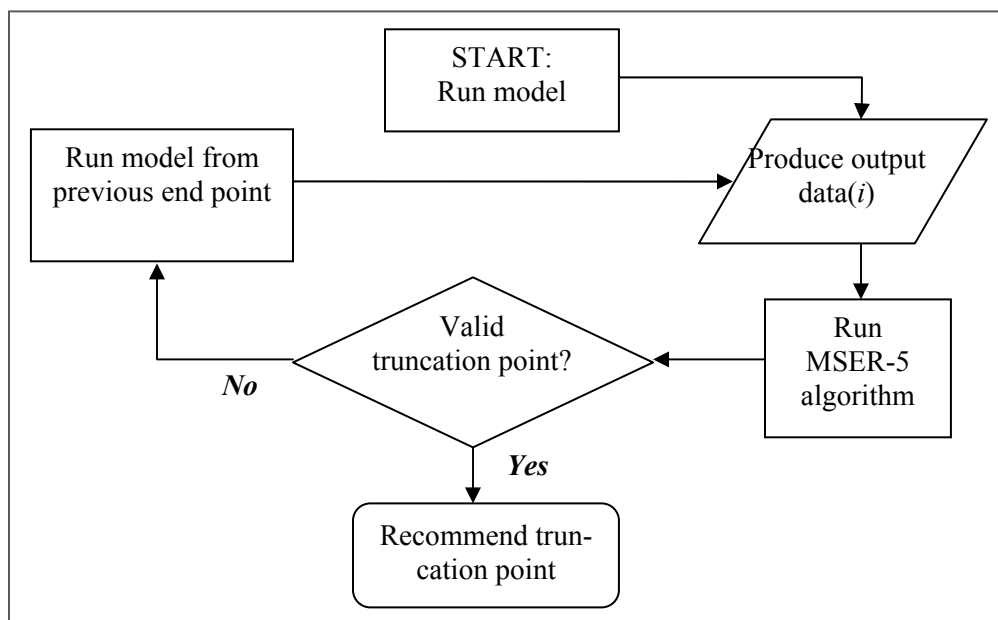 START:
Run model
Produce output
data(i)
Run
MSER-5
algorithm
Valid
truncation point?
No
Run model from
previous end point
Yes
Recommend trun-
cation point